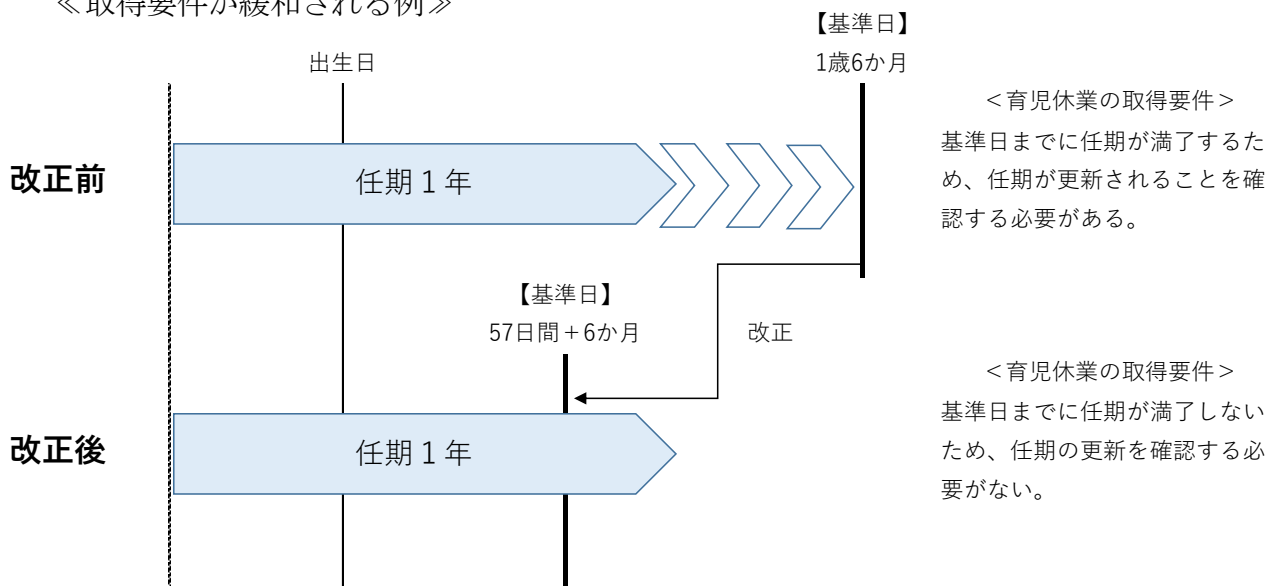 ≪取得要件が緩和される例≫
【基準日】
1歳6か月
出生日
＜育児休業の取得要件＞
基準日までに任期が満了するた
め、任期が更新されることを確
認する必要がある。
改正前
任期１年
【基準日】
57日間＋6か月
改正
＜育児休業の取得要件＞
基準日までに任期が満了しない
ため、任期の更新を確認する必
要がない。
改正後
任期１年